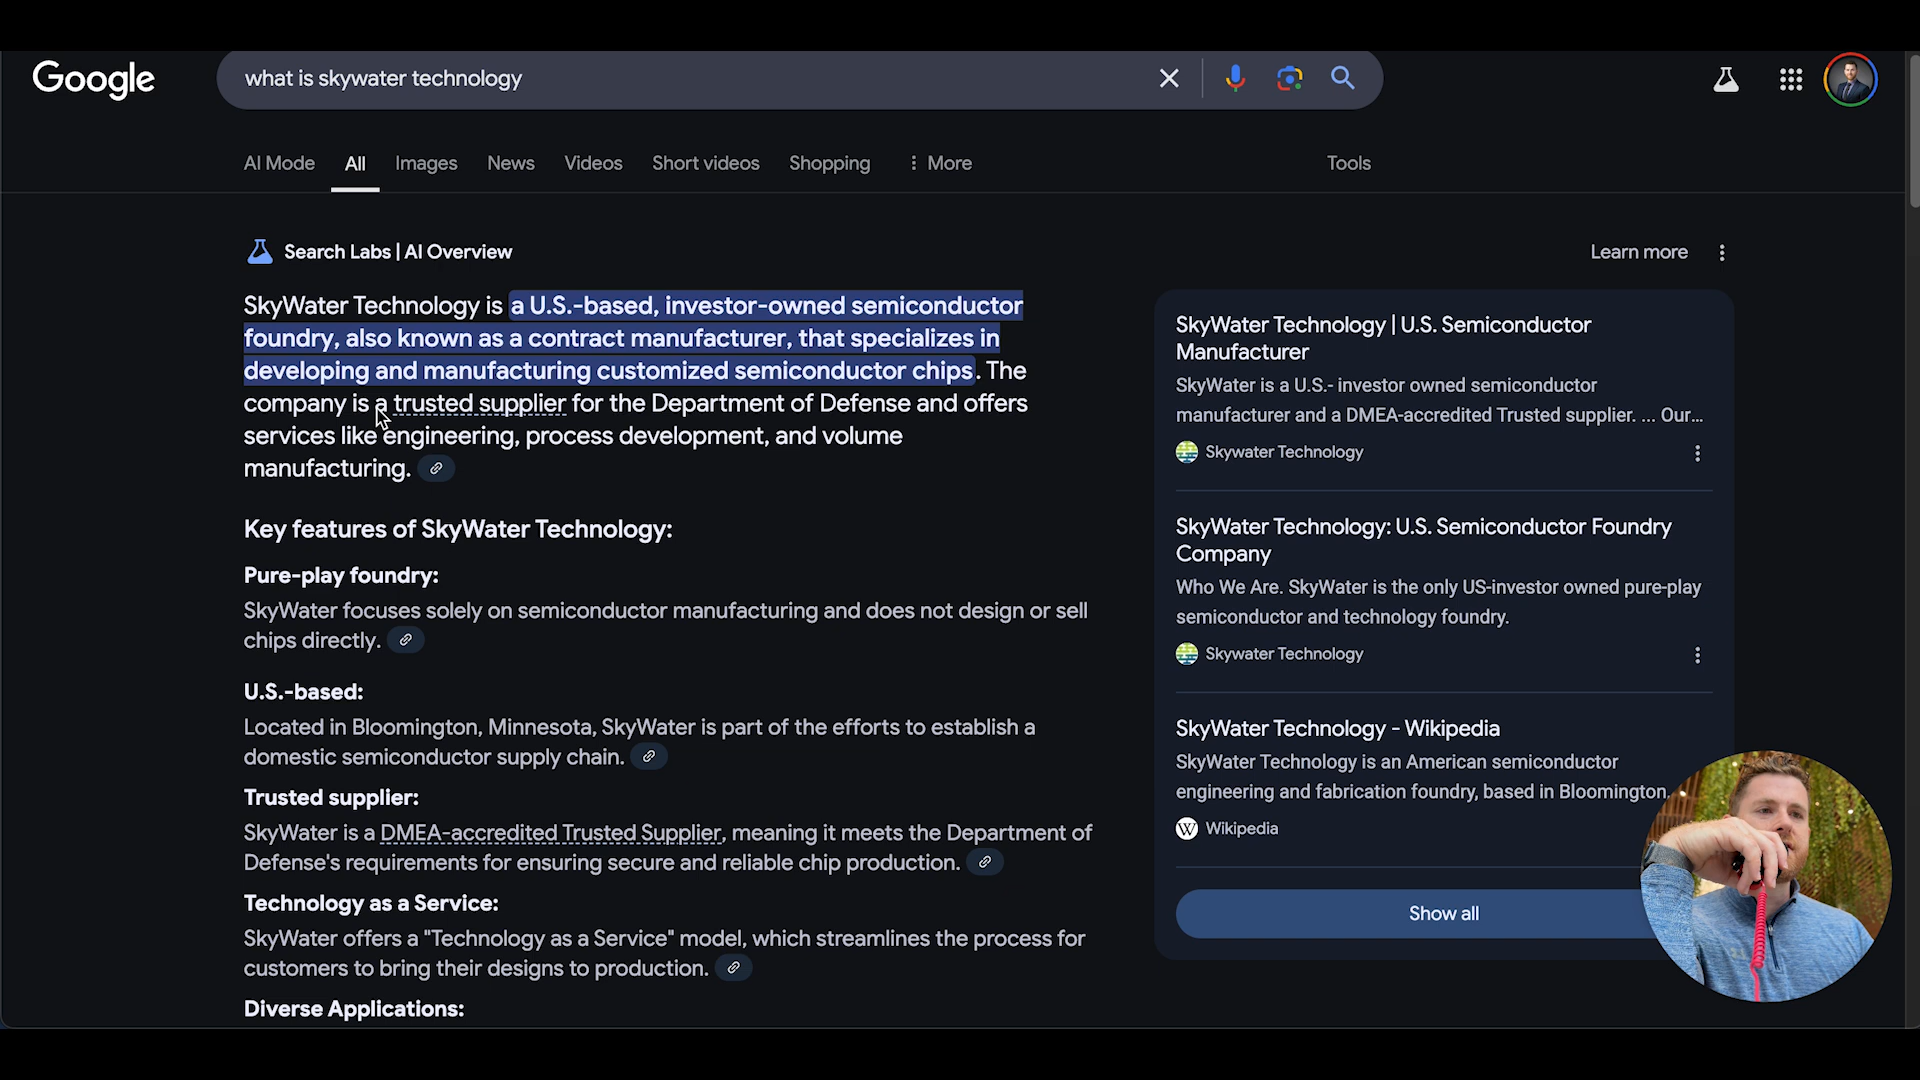 Google
what is skywater technology
AI Mode
All
Images
News
Videos
Short videos
Shopping
More
Tools
Search Labs | AI Overview
Learn more
SkyWater Technology is a U.S.-based, investor-owned semiconductor
foundry, also known as a contract manufacturer, that specializes in
developing and manufacturing customized semiconductor chips. The
company is a trusted supplier for the Department of Defense and offers
services like engineering, process development, and volume
manufacturing.
Key features of SkyWater Technology:
Pure-play foundry:
SkyWater focuses solely on semiconductor manufacturing and does not design or sell
chips directly.
U.S.-based:
Located in Bloomington, Minnesota, SkyWater is part of the efforts to establish a
domestic semiconductor supply chain.
Trusted supplier:
SkyWater is a DMEA-accredited Trusted Supplier, meaning it meets the Department of
Defense's requirements for ensuring secure and reliable chip production.
Technology as a Service:
SkyWater offers a "Technology as a Service" model, which streamlines the process for
customers to bring their designs to production.
Diverse Applications:
SkyWater Technology | U.S. Semiconductor
Manufacturer
SkyWater is a U.S.- investor owned semiconductor
manufacturer and a DMEA-accredited Trusted supplier. ... Our...
Skywater Technology
SkyWater Technology: U.S. Semiconductor Foundry
Company
Who We Are. SkyWater is the only US-investor owned pure-play
semiconductor and technology foundry.
Skywater Technology
SkyWater Technology - Wikipedia
SkyWater Technology is an American semiconductor
engineering and fabrication foundry, based in Bloomington,
W Wikipedia
Show all